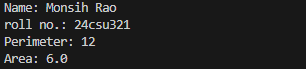 Name: Monsih Rao
roll no.: 24csu321
Perimeter: 12
Area: 6.0